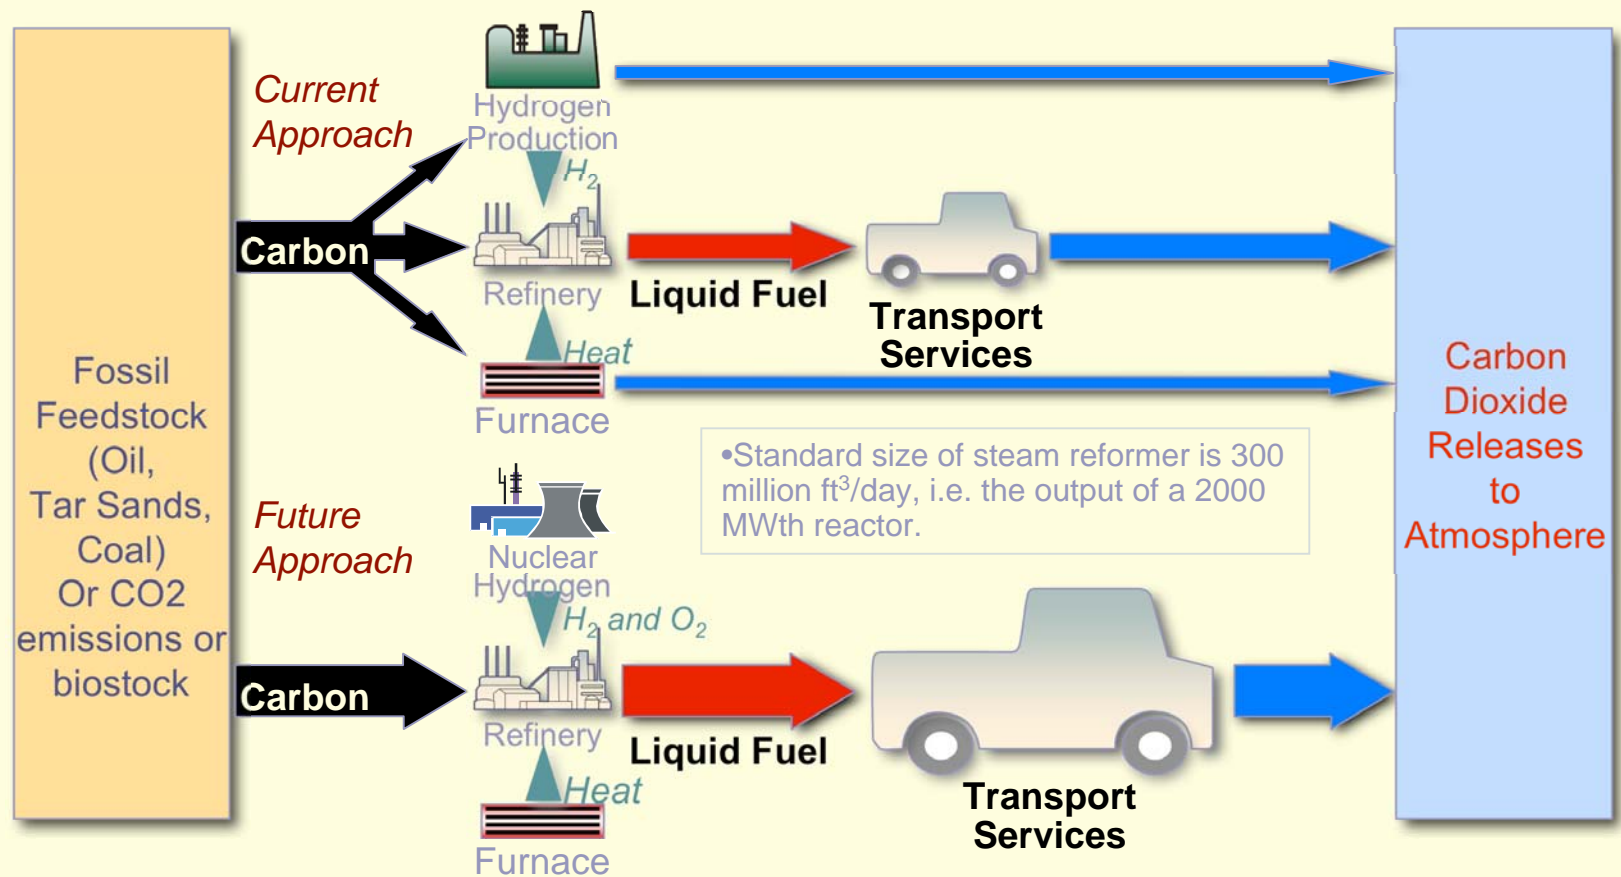 Current
Approach
Hydrogen
Production
H₂
Carbon
Refinery
Liquid Fuel
Transport
Services
Heat
Furnace
Fossil
Feedstock
(Oil,
Tar Sands,
Coal)
Or CO2
emissions or
biostock
Carbon
Dioxide
Releases
to
Atmosphere
•Standard size of steam reformer is 300
million ft³/day, i.e. the output of a 2000
MWth reactor.
Future
Approach
Nuclear
Hydrogen
H₂ and O₂
Carbon
Refinery
Liquid Fuel
Heat
Furnace
Transport
Services